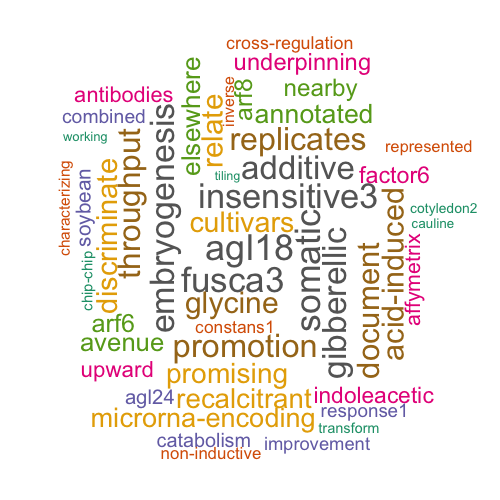 cross-regulation
underpinning
elsewhere
inverse
arf8
nearby
antibodies
relate
annotated
combined
embryogenesis
throughput
replicates
working
represented
additive
factor6
characterizing
soybean
discriminate
tiling
insensitive3
acid-induced
cotyledon2
cultivars
cauline
agl18
somatic
gibberellic
document
affymetrix
chip-chip
fusca3
glycine
arf6
constans1
avenue
promotion
upward
promising
agl24
recalcitrant
indoleacetic
microrna-encoding
response1
transform
catabolism
improvement
non-inductive